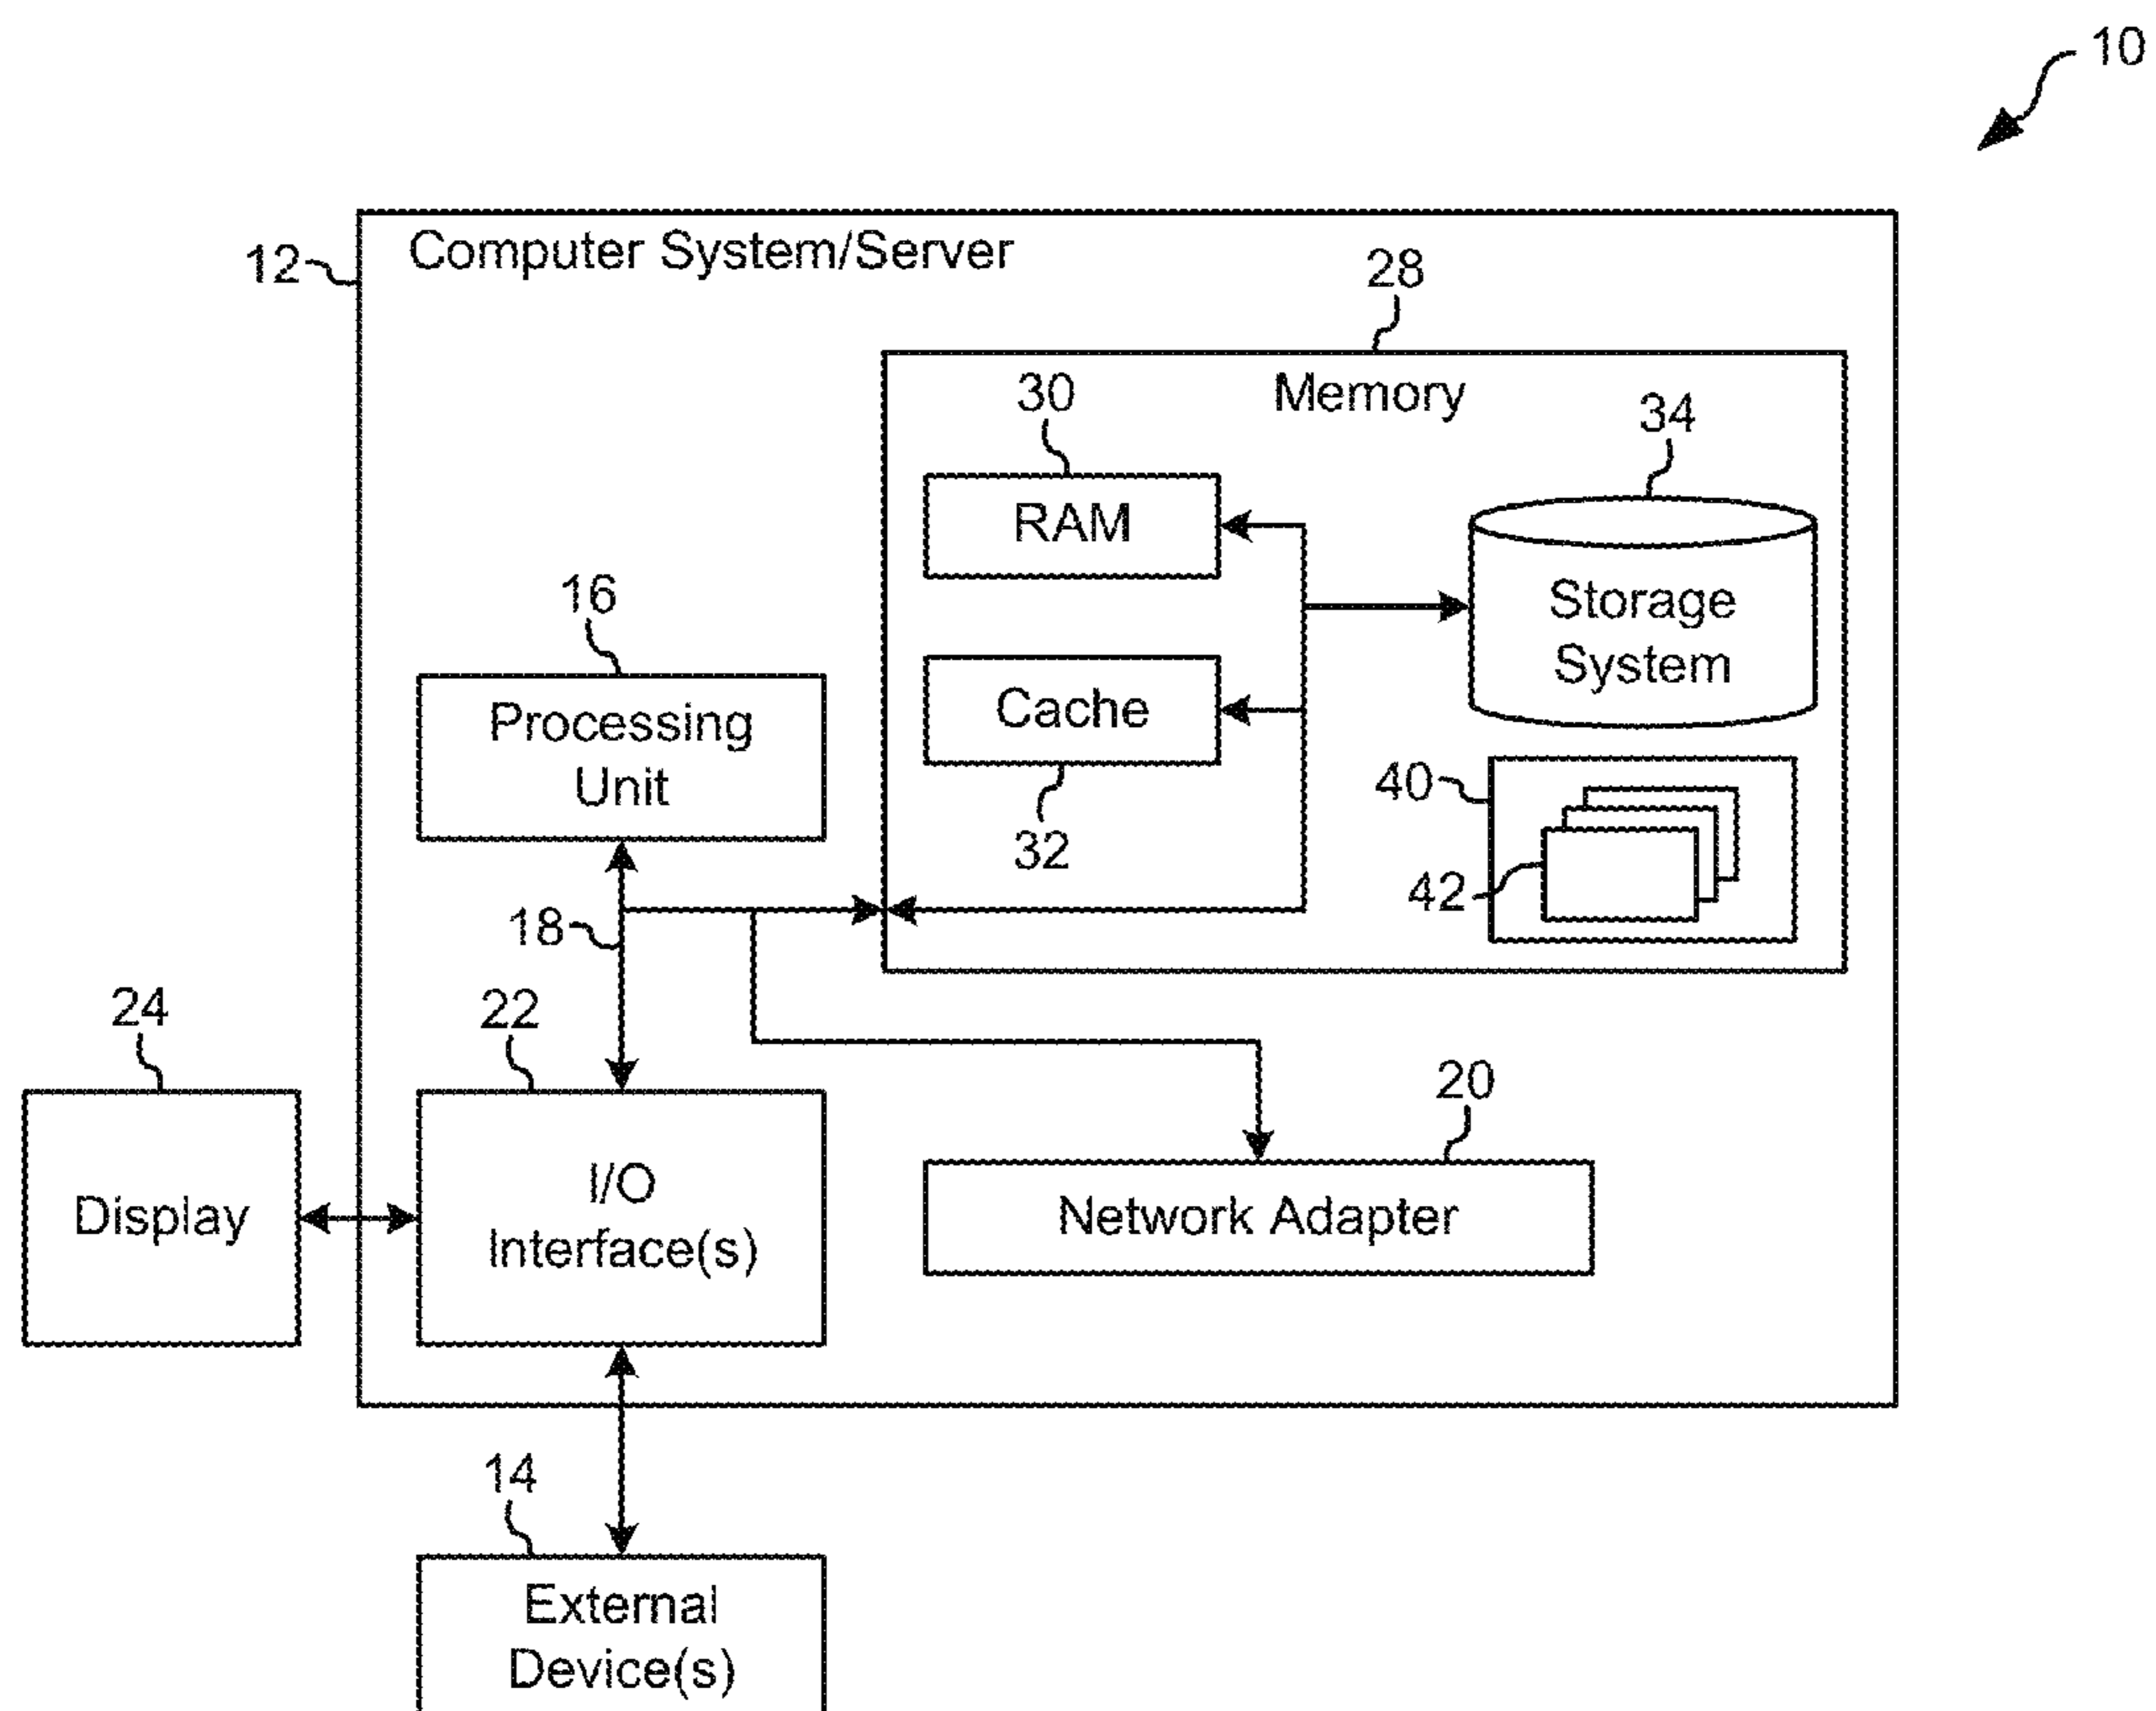 10
12
Computer System/Server
28
Memory
30
RAM
34
Storage
System
16
Processing
Unit
Cache
32
40
42
18
24
Display
22
I/O
Interface(s)
20
Network Adapter
14
External
Device(s)